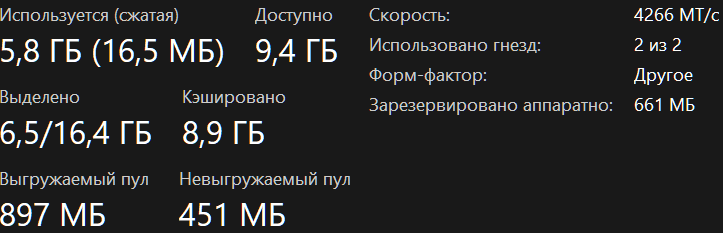 Используется (сжатая) Доступно
5,8 ГБ (16,5 МБ) 9,4 ГБ
Выделено Кэшировано
6,5/16,4 ГБ 8,9 ГБ
Выгружаемый пул Невыгружаемый пул
897 МБ 451 МБ
Скорость: 4266 МТ/с
Использовано гнезд: 2 из 2
Форм-фактор: Другое
Зарезервировано аппаратно: 661 МБ